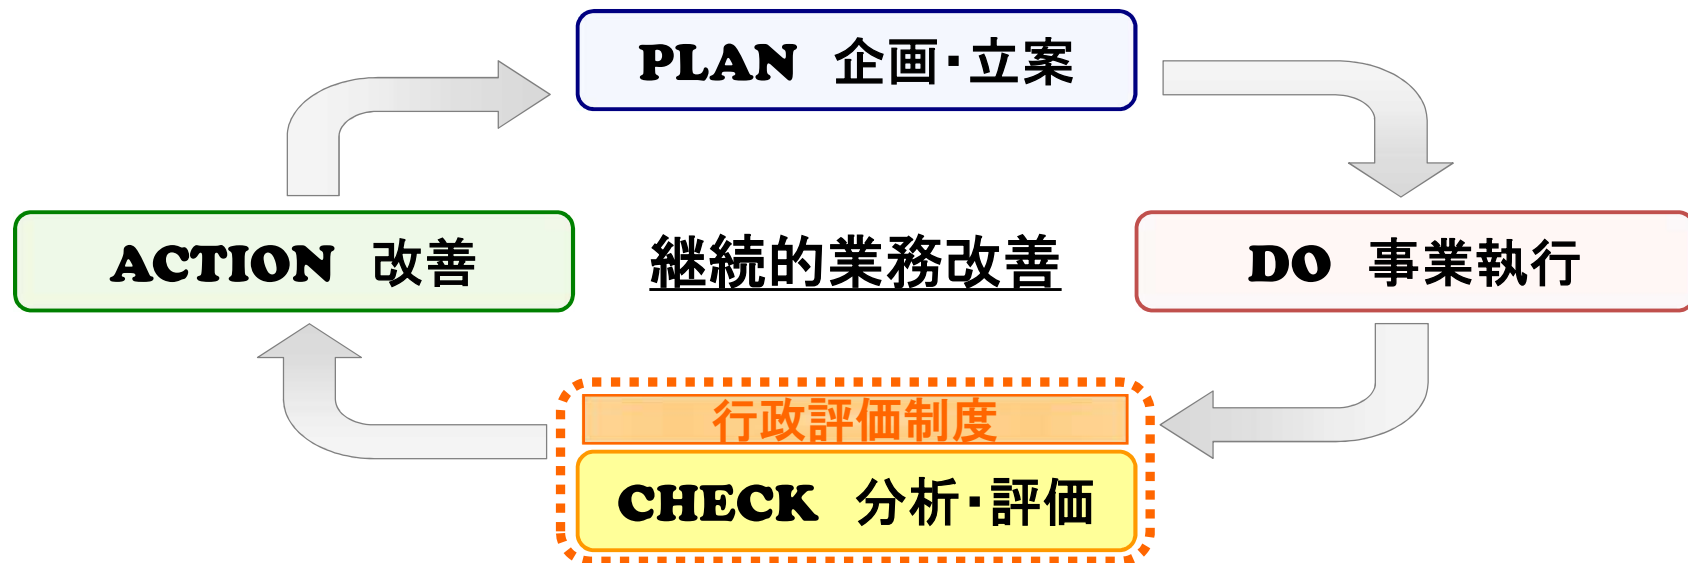 PLAN 企画・立案
ACTION 改善
継続的業務改善
DO 事業執行
行政評価制度
CHECK 分析・評価